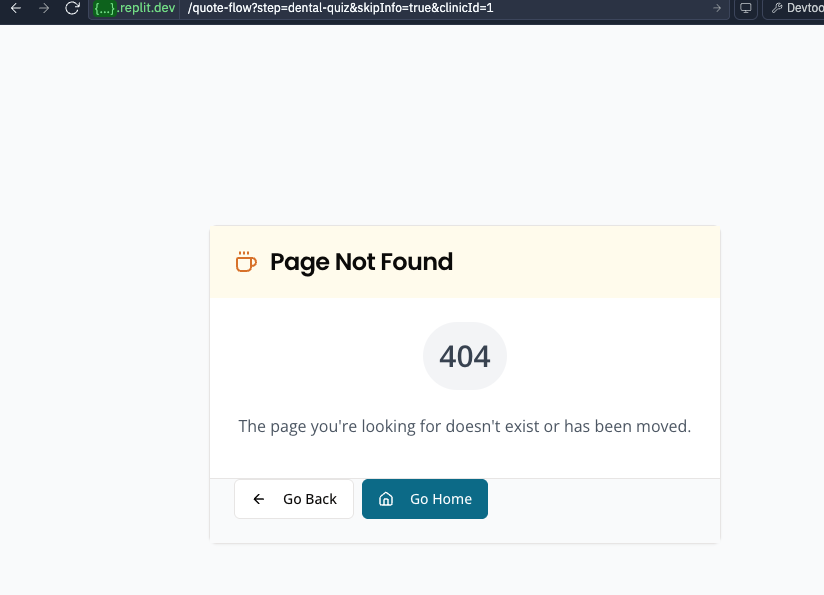 {...}.replit.dev /quote-flow?step=dental-quiz&skipInfo=true&clinicId=1 Devtoo
Page Not Found
404
The page you're looking for doesn't exist or has been moved.
Go Back Go Home